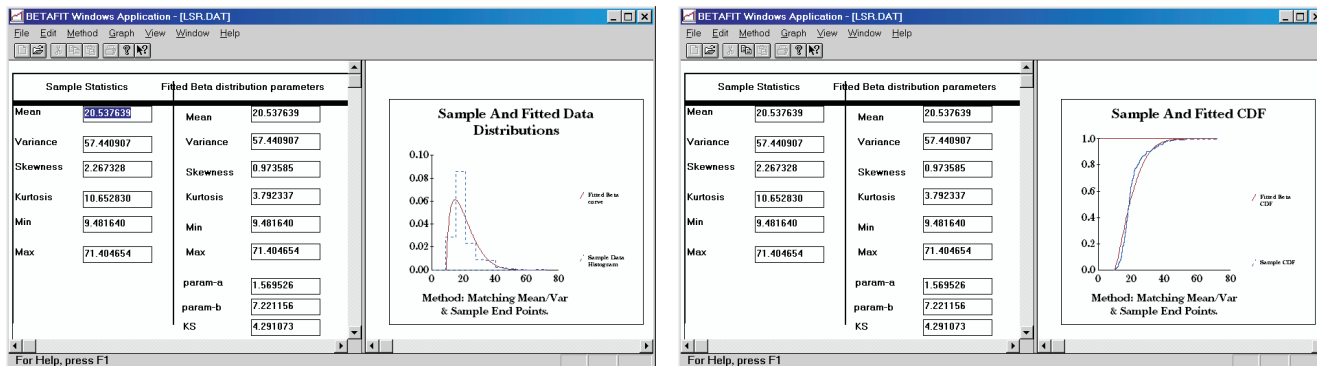 BETAFIT Windows Application - [LSR.DAT]
File Edit Method Graph View Window Help
Sample Statistics Fitted Beta distribution parameters
Mean 20.537639 Mean 20.537639
Variance 57.440907 Variance 57.440907
Skewness 2.267328 Skewness 0.973585
Kurtosis 10.652830 Kurtosis 3.792337
Min 9.481640 Min 9.481640
Max 71.404654 Max 71.404654
param-a 1.569526
param-b 7.221156
KS 4.291073
Sample And Fitted Data
Distributions
0.10
0.08
0.06
0.04
0.02
0.00
0 20 40 60 80
Fitted Beta
curve
Sample Data
Histogram
Method: Matching Mean/Var
& Sample End Points.
For Help, press F1
BETAFIT Windows Application - [LSR.DAT]
File Edit Method Graph View Window Help
Sample Statistics Fitted Beta distribution parameters
Mean 20.537639 Mean 20.537639
Variance 57.440907 Variance 57.440907
Skewness 2.267328 Skewness 0.973585
Kurtosis 10.652830 Kurtosis 3.792337
Min 9.481640 Min 9.481640
Max 71.404654 Max 71.404654
param-a 1.569526
param-b 7.221156
KS 4.291073
Sample And Fitted CDF
1.0
0.8
0.6
0.4
0.2
0.0
0 20 40 60 80
Fitted Beta
CDF
Sample CDF
Method: Matching Mean/Var
& Sample End Points.
For Help, press F1